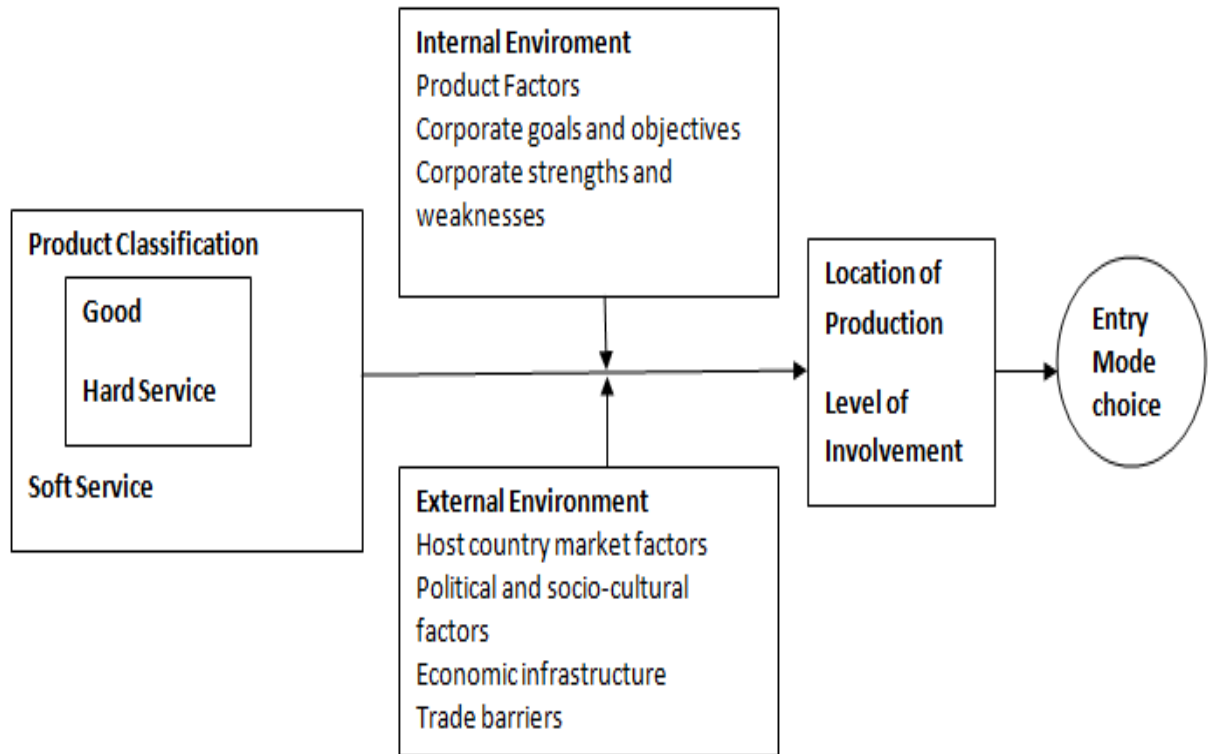 Internal Enviroment
Product Factors
Corporate goals and objectives
Corporate strengths and
weaknesses
Product Classification
Good
Hard Service
Soft Service
External Environment
Host country market factors
Political and socio-cultural
factors
Economic infrastructure
Trade barriers
Location of
Production
Level of
Involvement
Entry
Mode
choice